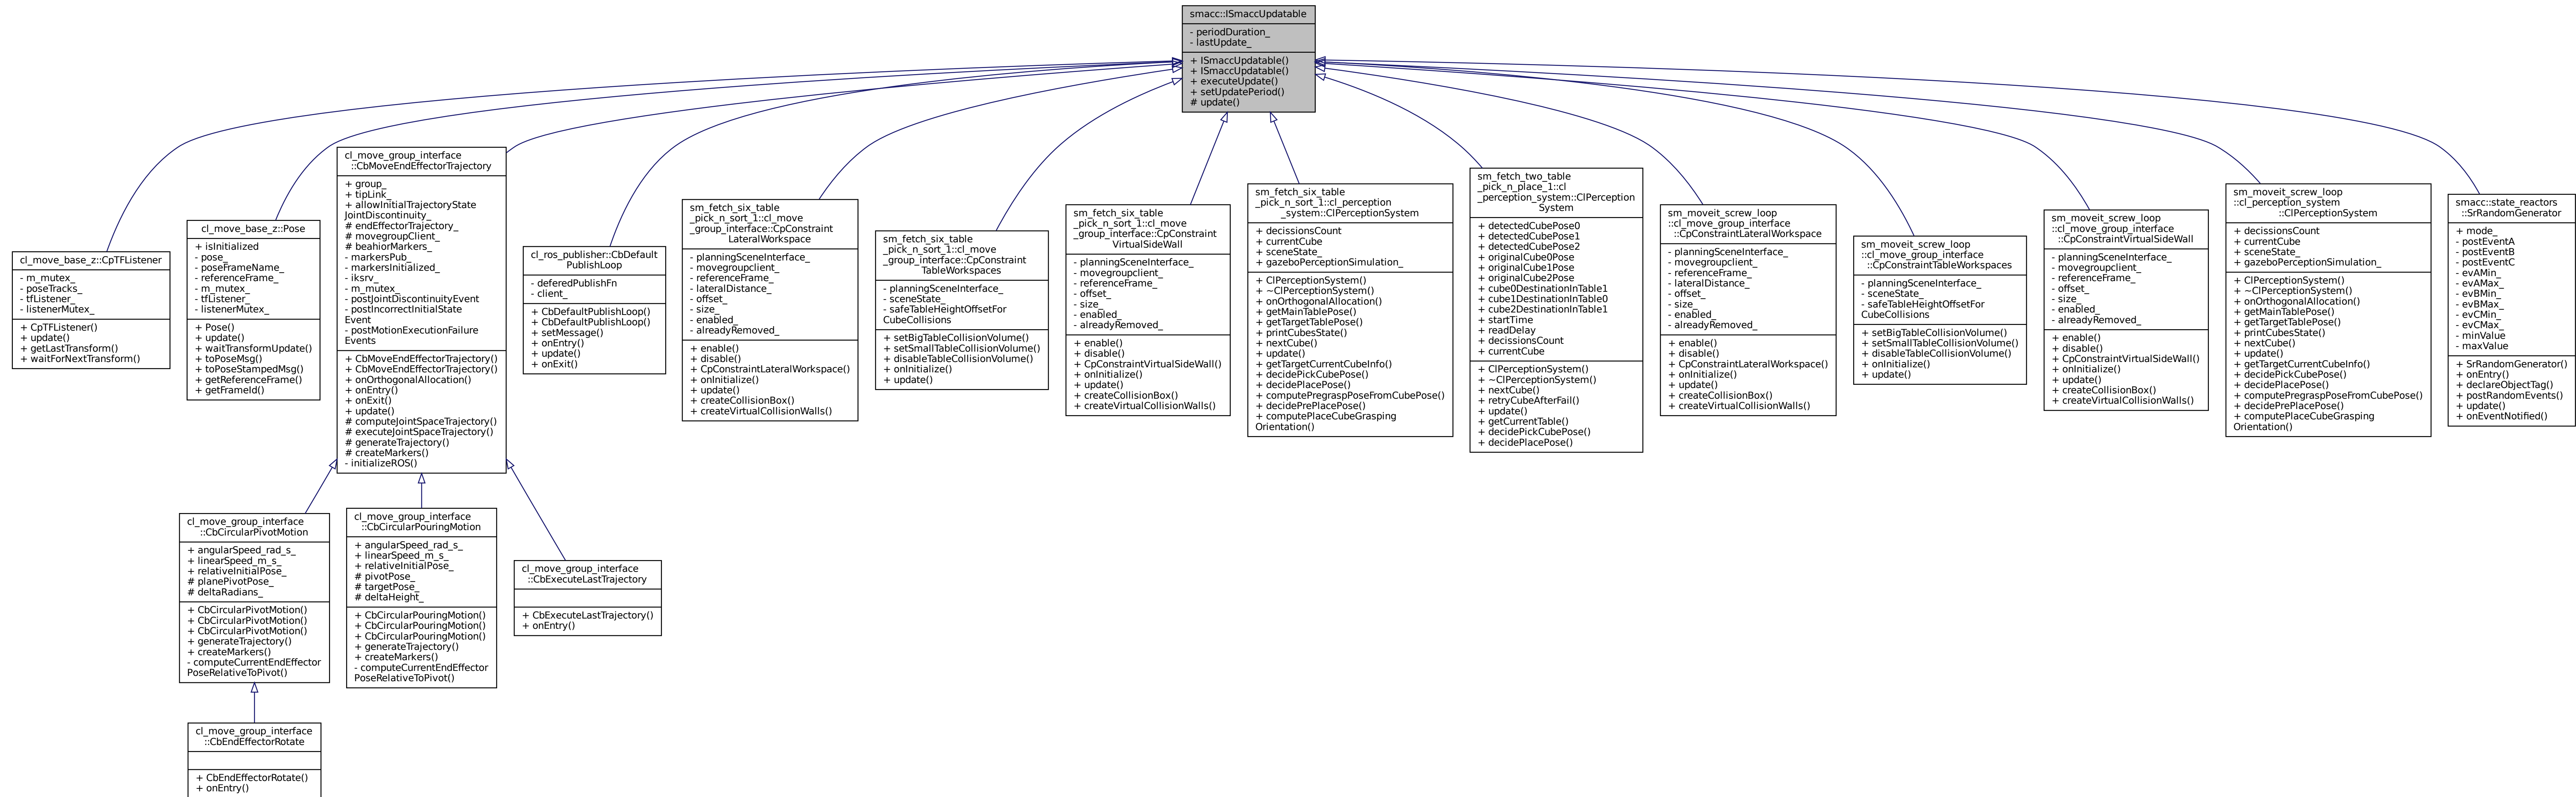 smacc::ISmaccUpdatable
- periodDuration_
- lastUpdate_
+ ISmaccUpdatable()
+ ISmaccUpdatable()
+ executeUpdate()
+ setUpdatePeriod()
# update()
cl_move_base_z::CpTFListener
- m_mutex_
- poseTracks_
- tfListener_
- listenerMutex_
+ CpTFListener()
+ update()
+ getLastTransform()
+ waitForNextTransform()
cl_move_base_z::Pose
+ isInitialized
- pose_
- poseFrameName_
- referenceFrame_
- m_mutex_
- tfListener_
- listenerMutex_
+ Pose()
+ update()
+ waitTransformUpdate()
+ toPoseMsg()
+ toPoseStampedMsg()
+ getReferenceFrame()
+ getFrameId()
cl_move_group_interface
::CbMoveEndEffectorTrajectory
+ group_
+ tipLink_
+ allowInitialTrajectoryState
JointDiscontinuity_
# endEffectorTrajectory_
# movegroupClient_
# beahiorMarkers_
- markersPub_
- markersInitialized_
- iksrv_
- m_mutex_
- postJointDiscontinuityEvent
- postIncorrectInitialState
Event
- postMotionExecutionFailure
Events
+ CbMoveEndEffectorTrajectory()
+ CbMoveEndEffectorTrajectory()
+ onOrthogonalAllocation()
+ onEntry()
+ onExit()
+ update()
# computeJointSpaceTrajectory()
# executeJointSpaceTrajectory()
# generateTrajectory()
# createMarkers()
- initializeROS()
cl_ros_publisher::CbDefault
PublishLoop
- deferedPublishFn
- client_
+ CbDefaultPublishLoop()
+ CbDefaultPublishLoop()
+ setMessage()
+ onEntry()
+ update()
+ onExit()
sm_fetch_six_table
_pick_n_sort_1::cl_move
_group_interface::CpConstraint
LateralWorkspace
- planningSceneInterface_
- movegroupclient_
- referenceFrame_
- lateralDistance_
- offset_
- size_
- enabled_
- alreadyRemoved_
+ enable()
+ disable()
+ CpConstraintLateralWorkspace()
+ onInitialize()
+ update()
+ createCollisionBox()
+ createVirtualCollisionWalls()
sm_fetch_six_table
_pick_n_sort_1::cl_move
_group_interface::CpConstraint
TableWorkspaces
- planningSceneInterface_
- sceneState_
- safeTableHeightOffsetFor
CubeCollisions
+ setBigTableCollisionVolume()
+ setSmallTableCollisionVolume()
+ disableTableCollisionVolume()
+ onInitialize()
+ update()
sm_fetch_six_table
_pick_n_sort_1::cl_move
_group_interface::CpConstraint
VirtualSideWall
- planningSceneInterface_
- movegroupclient_
- referenceFrame_
- offset_
- size_
- enabled_
- alreadyRemoved_
+ enable()
+ disable()
+ CpConstraintVirtualSideWall()
+ onInitialize()
+ update()
+ createCollisionBox()
+ createVirtualCollisionWalls()
sm_fetch_six_table
_pick_n_sort_1::cl_perception
_system::ClPerceptionSystem
+ decissionsCount
+ currentCube
+ sceneState_
+ gazeboPerceptionSimulation_
+ ClPerceptionSystem()
+ ~ClPerceptionSystem()
+ onOrthogonalAllocation()
+ getMainTablePose()
+ getTargetTablePose()
+ printCubesState()
+ nextCube()
+ update()
+ getTargetCurrentCubeInfo()
+ decidePickCubePose()
+ decidePlacePose()
+ computePregraspPoseFromCubePose()
+ decidePrePlacePose()
+ computePlaceCubeGrasping
Orientation()
sm_fetch_two_table
_pick_n_place_1::cl
_perception_system::ClPerception
System
+ detectedCubePose0
+ detectedCubePose1
+ detectedCubePose2
+ originalCube0Pose
+ originalCube1Pose
+ originalCube2Pose
+ cube0DestinationInTable1
+ cube1DestinationInTable0
+ cube2DestinationInTable1
+ startTime
+ readDelay
+ decissionsCount
+ currentCube
+ ClPerceptionSystem()
+ ~ClPerceptionSystem()
+ nextCube()
+ retryCubeAfterFail()
+ update()
+ getCurrentTable()
+ decidePickCubePose()
+ decidePlacePose()
sm_moveit_screw_loop
::cl_move_group_interface
::CpConstraintLateralWorkspace
- planningSceneInterface_
- movegroupclient_
- referenceFrame_
- lateralDistance_
- offset_
- size_
- enabled_
- alreadyRemoved_
+ enable()
+ disable()
+ CpConstraintLateralWorkspace()
+ onInitialize()
+ update()
+ createCollisionBox()
+ createVirtualCollisionWalls()
sm_moveit_screw_loop
::cl_move_group_interface
::CpConstraintTableWorkspaces
- planningSceneInterface_
- sceneState_
- safeTableHeightOffsetFor
CubeCollisions
+ setBigTableCollisionVolume()
+ setSmallTableCollisionVolume()
+ disableTableCollisionVolume()
+ onInitialize()
+ update()
sm_moveit_screw_loop
::cl_move_group_interface
::CpConstraintVirtualSideWall
- planningSceneInterface_
- movegroupclient_
- referenceFrame_
- offset_
- size_
- enabled_
- alreadyRemoved_
+ enable()
+ disable()
+ CpConstraintVirtualSideWall()
+ onInitialize()
+ update()
+ createCollisionBox()
+ createVirtualCollisionWalls()
sm_moveit_screw_loop
::cl_perception_system
::ClPerceptionSystem
+ decissionsCount
+ currentCube
+ sceneState_
+ gazeboPerceptionSimulation_
+ ClPerceptionSystem()
+ ~ClPerceptionSystem()
+ onOrthogonalAllocation()
+ getMainTablePose()
+ getTargetTablePose()
+ printCubesState()
+ nextCube()
+ update()
+ getTargetCurrentCubeInfo()
+ decidePickCubePose()
+ decidePlacePose()
+ computePregraspPoseFromCubePose()
+ decidePrePlacePose()
+ computePlaceCubeGrasping
Orientation()
smacc::state_reactors
::SrRandomGenerator
+ mode_
- postEventA
- postEventB
- postEventC
- evAMin_
- evAMax_
- evBMin_
- evBMax_
- evCMin_
- evCMax_
- minValue
- maxValue
+ SrRandomGenerator()
+ onEntry()
+ declareObjectTag()
+ postRandomEvents()
+ update()
+ onEventNotified()
cl_move_group_interface
::CbCircularPivotMotion
+ angularSpeed_rad_s_
+ linearSpeed_m_s_
+ relativeInitialPose_
# planePivotPose_
# deltaRadians_
+ CbCircularPivotMotion()
+ CbCircularPivotMotion()
+ CbCircularPivotMotion()
+ generateTrajectory()
+ createMarkers()
- computeCurrentEndEffector
PoseRelativeToPivot()
cl_move_group_interface
::CbCircularPouringMotion
+ angularSpeed_rad_s_
+ linearSpeed_m_s_
+ relativeInitialPose_
# pivotPose_
# targetPose_
# deltaHeight_
+ CbCircularPouringMotion()
+ CbCircularPouringMotion()
+ CbCircularPouringMotion()
+ generateTrajectory()
+ createMarkers()
- computeCurrentEndEffector
PoseRelativeToPivot()
cl_move_group_interface
::CbExecuteLastTrajectory
+ CbExecuteLastTrajectory()
+ onEntry()
cl_move_group_interface
::CbEndEffectorRotate
+ CbEndEffectorRotate()
+ onEntry()